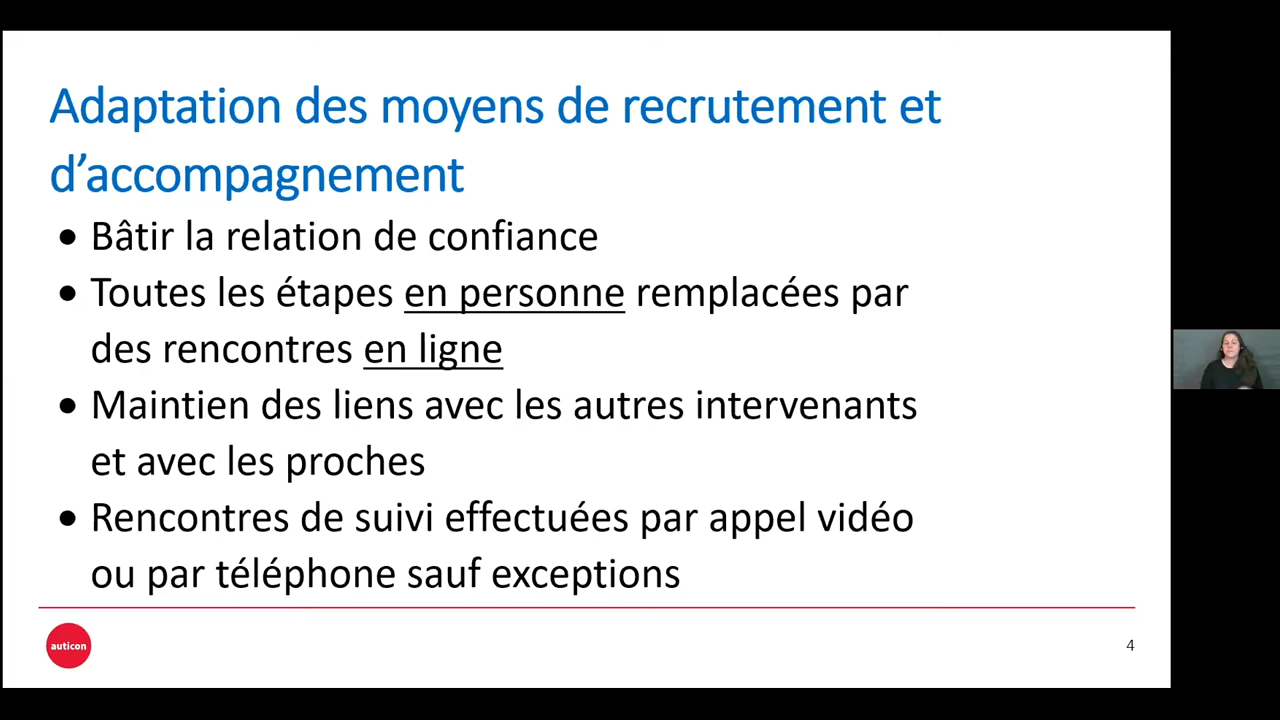 Adaptation des moyens de recrutement et
d’accompagnement
• Bâtir la relation de confiance
• Toutes les étapes en personne remplacées par
des rencontres en ligne
• Maintien des liens avec les autres intervenants
et avec les proches
• Rencontres de suivi effectuées par appel vidéo
ou par téléphone sauf exceptions
auticon
4